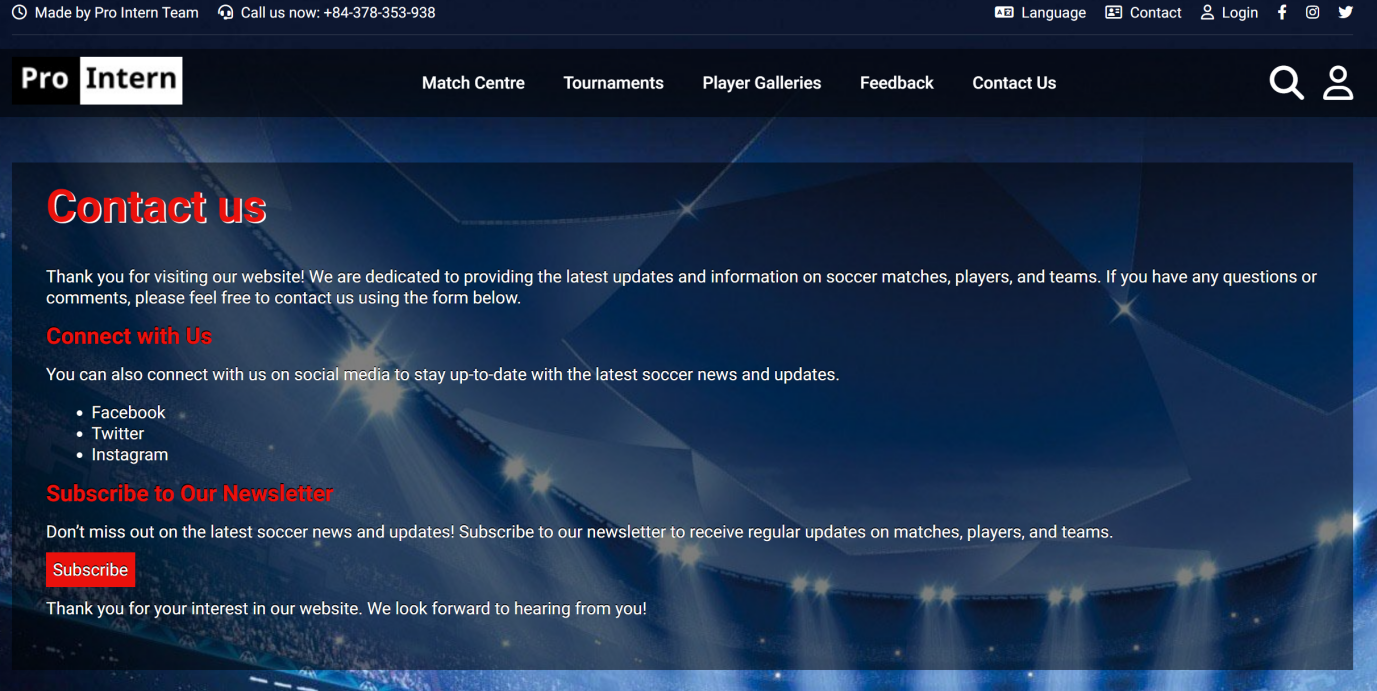 Made by Pro Intern Team Call us now: +84-378-353-938 Language Contact Login
Pro Intern Match Centre Tournaments Player Galleries Feedback Contact Us
Contact us
Thank you for visiting our website! We are dedicated to providing the latest updates and information on soccer matches, players, and teams. If you have any questions or
comments, please feel free to contact us using the form below.
Connect with Us
You can also connect with us on social media to stay up-to-date with the latest soccer news and updates.
• Facebook
• Twitter
• Instagram
Subscribe to Our Newsletter
Don’t miss out on the latest soccer news and updates! Subscribe to our newsletter to receive regular updates on matches, players, and teams.
Subscribe
Thank you for your interest in our website. We look forward to hearing from you!